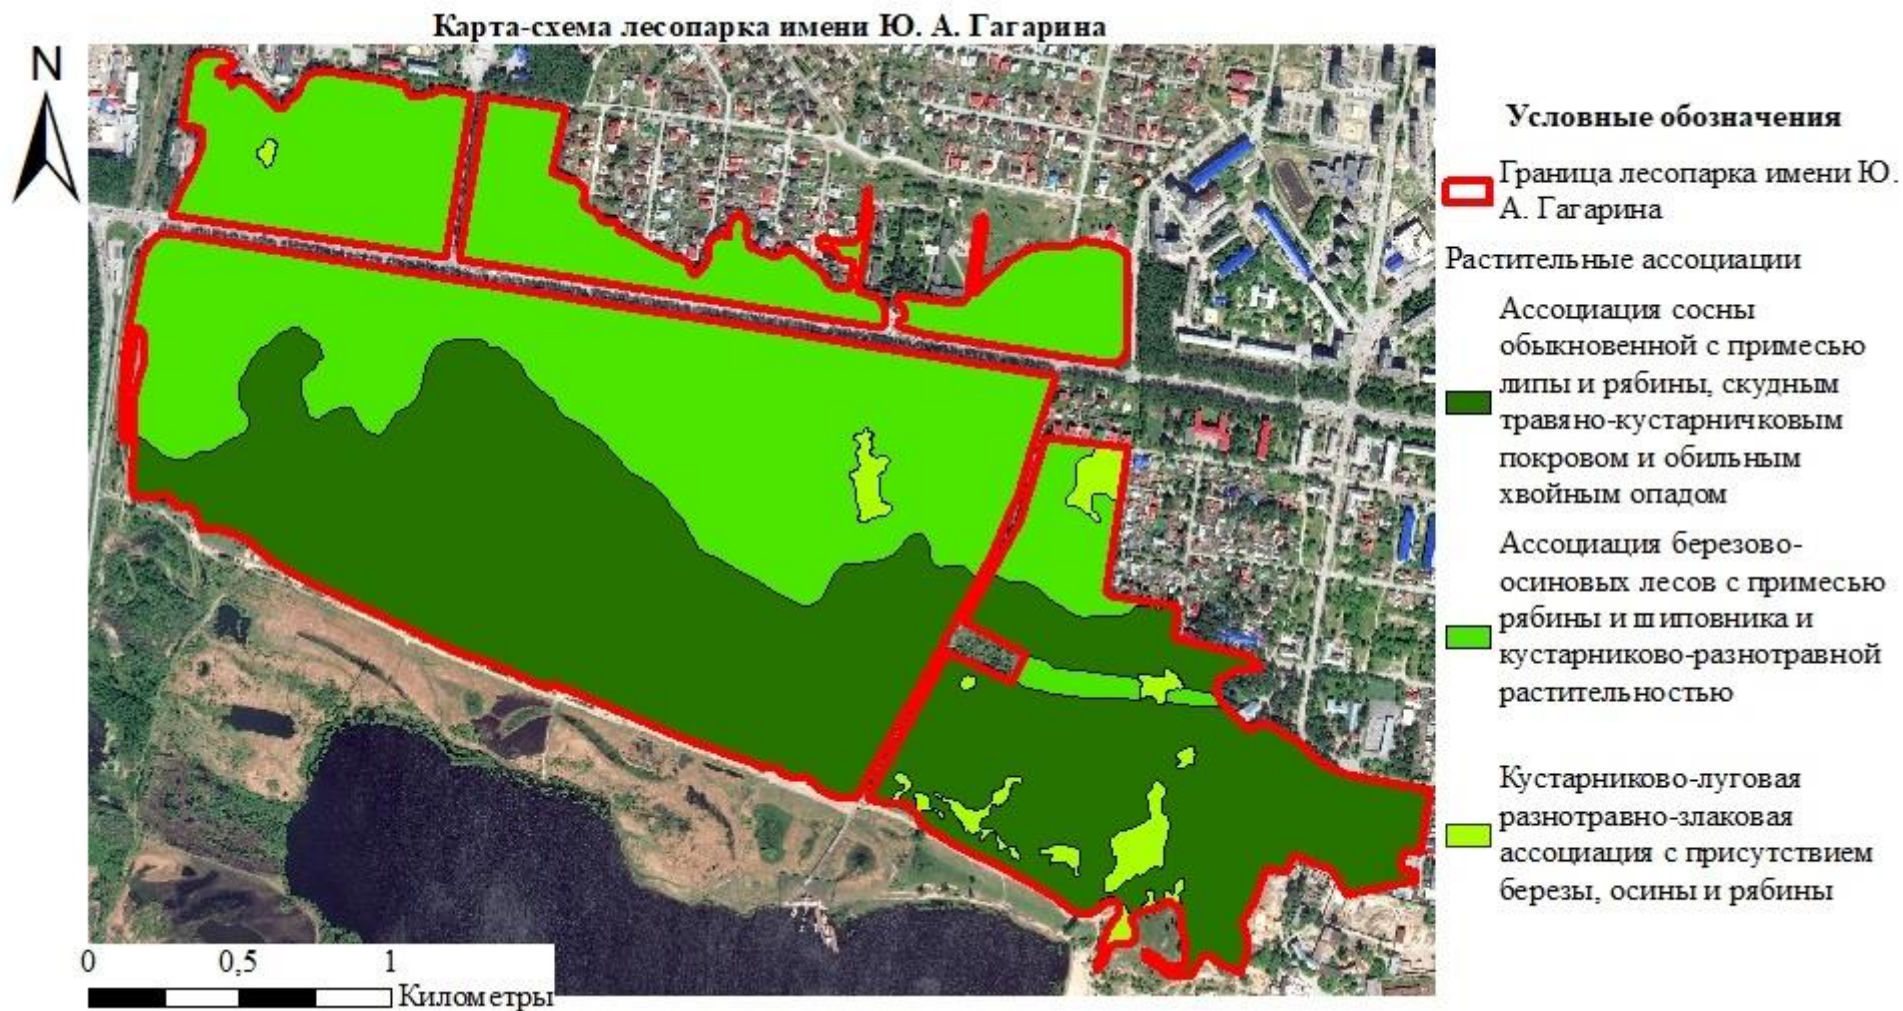 Карта-схема лесопарка имени Ю. А. Гагарина
N
Условные обозначения
Граница лесопарка имени Ю.
А. Гагарина
Растительные ассоциации
Ассоциация сосны
обыкновенной с примесью
липы и рябины, скудным
травяно-кустарничковым
покровом и обильным
хвойным опадом
Ассоциация березово-
осиновых лесов с примесью
рябины и шиповника и
кустарниково-разнотравной
растительностью
Кустарниково-луговая
разнотравно-злаковая
ассоциация с присутствием
березы, осины и рябины
0 0,5 1
Километры